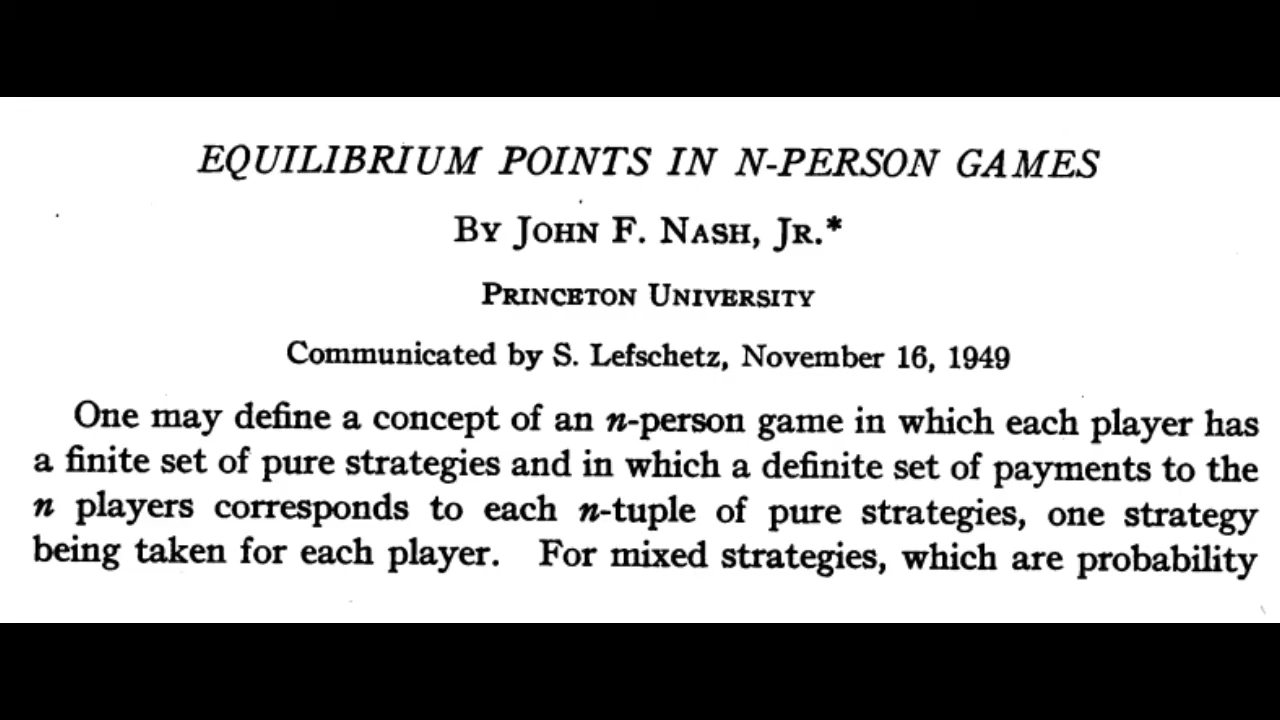 EQUILIBRIUM POINTS IN N-PERSON GAMES
By John F. Nash, Jr.*
Princeton University
Communicated by S. Lefschetz, November 16, 1949
One may define a concept of an n-person game in which each player has
a finite set of pure strategies and in which a definite set of payments to the
n players corresponds to each n-tuple of pure strategies, one strategy
being taken for each player. For mixed strategies, which are probability